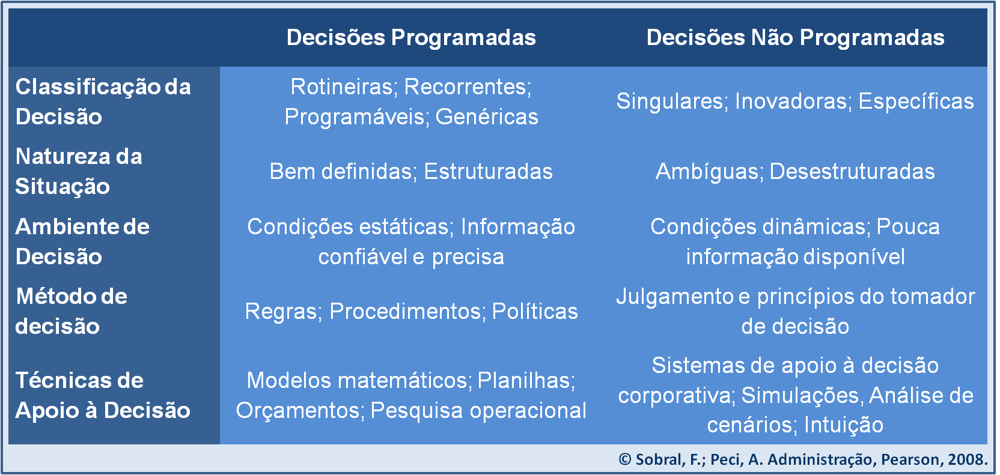 Decisões Programadas
Decisões Não Programadas
Classificação da
Decisão
Rotineiras; Recorrentes;
Programáveis; Genéricas
Singulares; Inovadoras; Específicas
Natureza da
Situação
Bem definidas; Estruturadas
Ambíguas; Desestruturadas
Ambiente de
Decisão
Condições estáticas; Informação
confiável e precisa
Condições dinâmicas; Pouca
informação disponível
Método de
decisão
Regras; Procedimentos; Políticas
Julgamento e princípios do tomador
de decisão
Técnicas de
Apoio à Decisão
Modelos matemáticos; Planilhas;
Orçamentos; Pesquisa operacional
Sistemas de apoio à decisão
corporativa; Simulações, Análise de
cenários; Intuição
© Sobral, F.; Peci, A. Administração, Pearson, 2008.